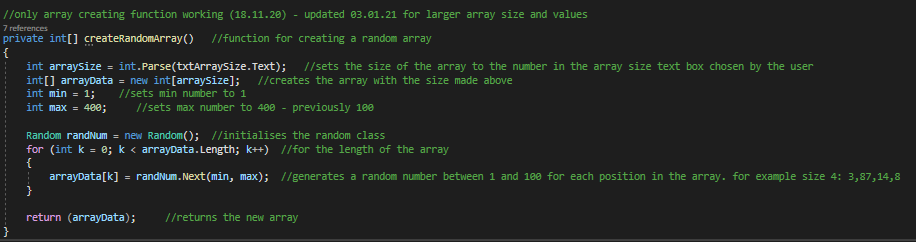 //only array creating function working (18.11.20) - updated 03.01.21 for larger array size and values
7 references
private int[] createRandomArray()   //function for creating a random array
{
    int arraySize = int.Parse(txtArraySize.Text);   //sets the size of the array to the number in the array size text box chosen by the user
    int[] arrayData = new int[arraySize];   //creates the array with the size made above
    int min = 1;    //sets min number to 1
    int max = 400;     //sets max number to 400 - previously 100
    Random randNum = new Random();  //initialises the random class
    for (int k = 0; k < arrayData.Length; k++)  //for the length of the array
    {
        arrayData[k] = randNum.Next(min, max);  //generates a random number between 1 and 100 for each position in the array. for example size 4: 3,87,14,8
    }
    return (arrayData);     //returns the new array
}